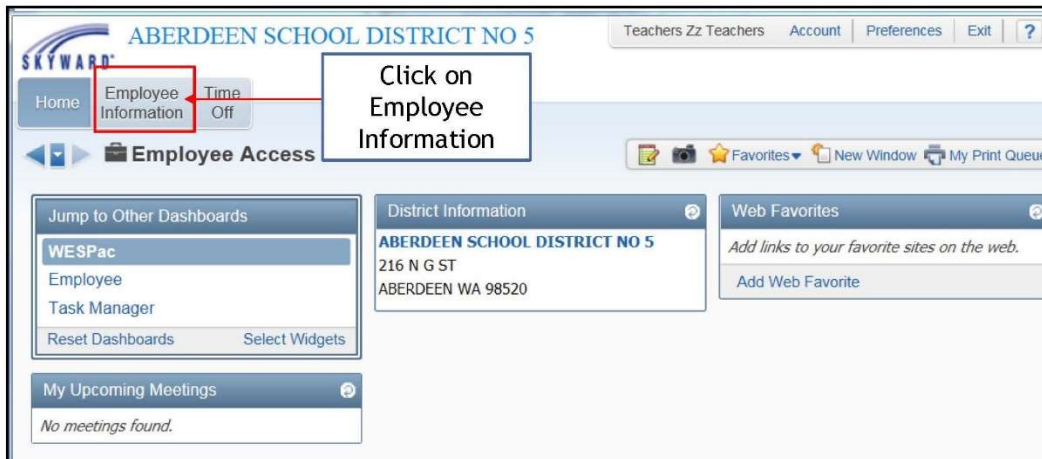 ABERDEEN SCHOOL DISTRICT NO 5
Teachers Zz Teachers Account Preferences Exit ?
SKYWARD
Home
Employee
Information
Time
Off
Click on
Employee
Information
Employee Access
Favorites New Window My Print Queue
Jump to Other Dashboards
WESPac
Employee
Task Manager
Reset Dashboards Select Widgets
District Information
ABERDEEN SCHOOL DISTRICT NO 5
216 N G ST
ABERDEEN WA 98520
Web Favorites
Add links to your favorite sites on the web.
Add Web Favorite
My Upcoming Meetings
No meetings found.